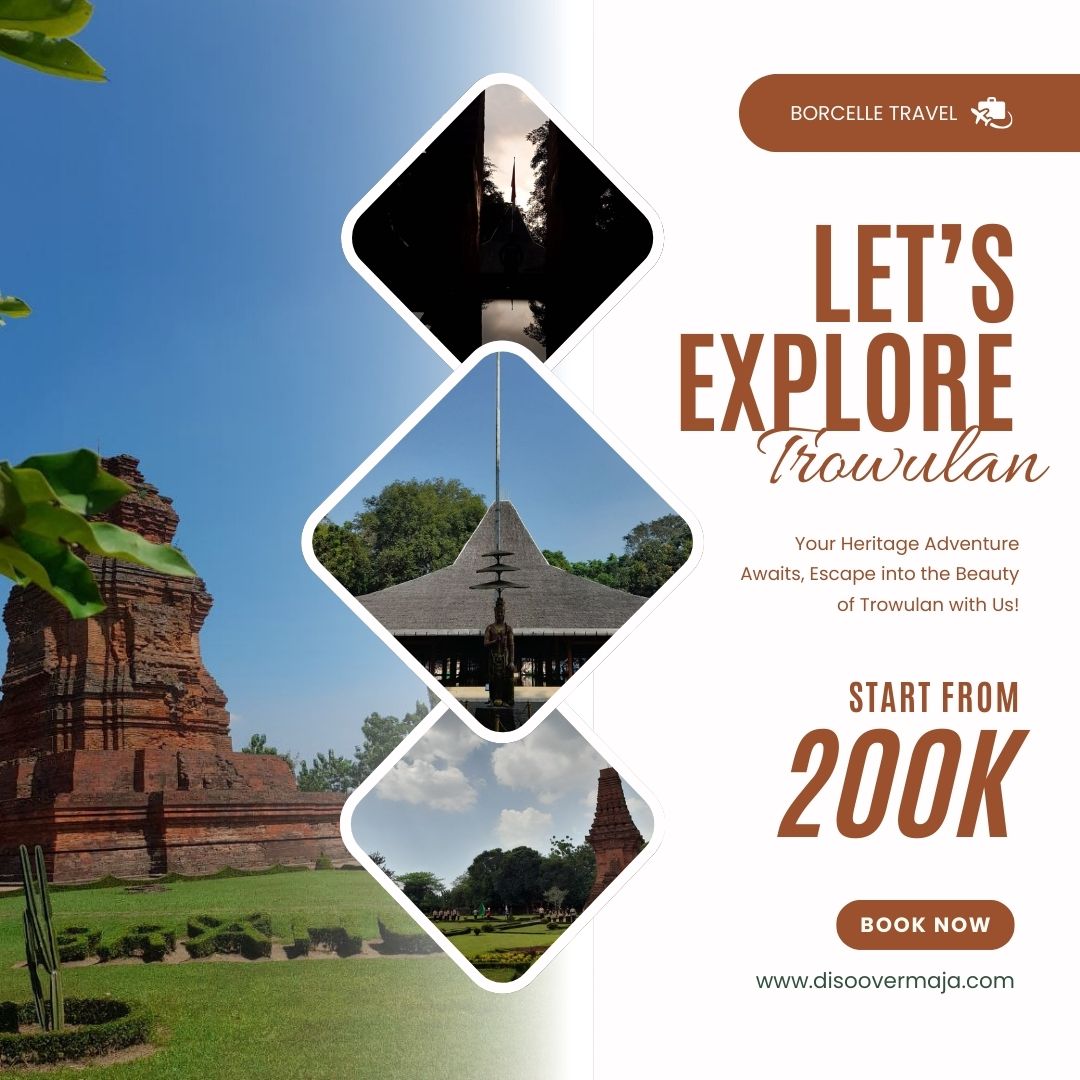 BORCELLE TRAVEL
LET’S
EXPLORE
Trowulan
Your Heritage Adventure
Awaits, Escape into the Beauty
of Trowulan with Us!
START FROM
200K
BOOK NOW
www.disoovermaja.com